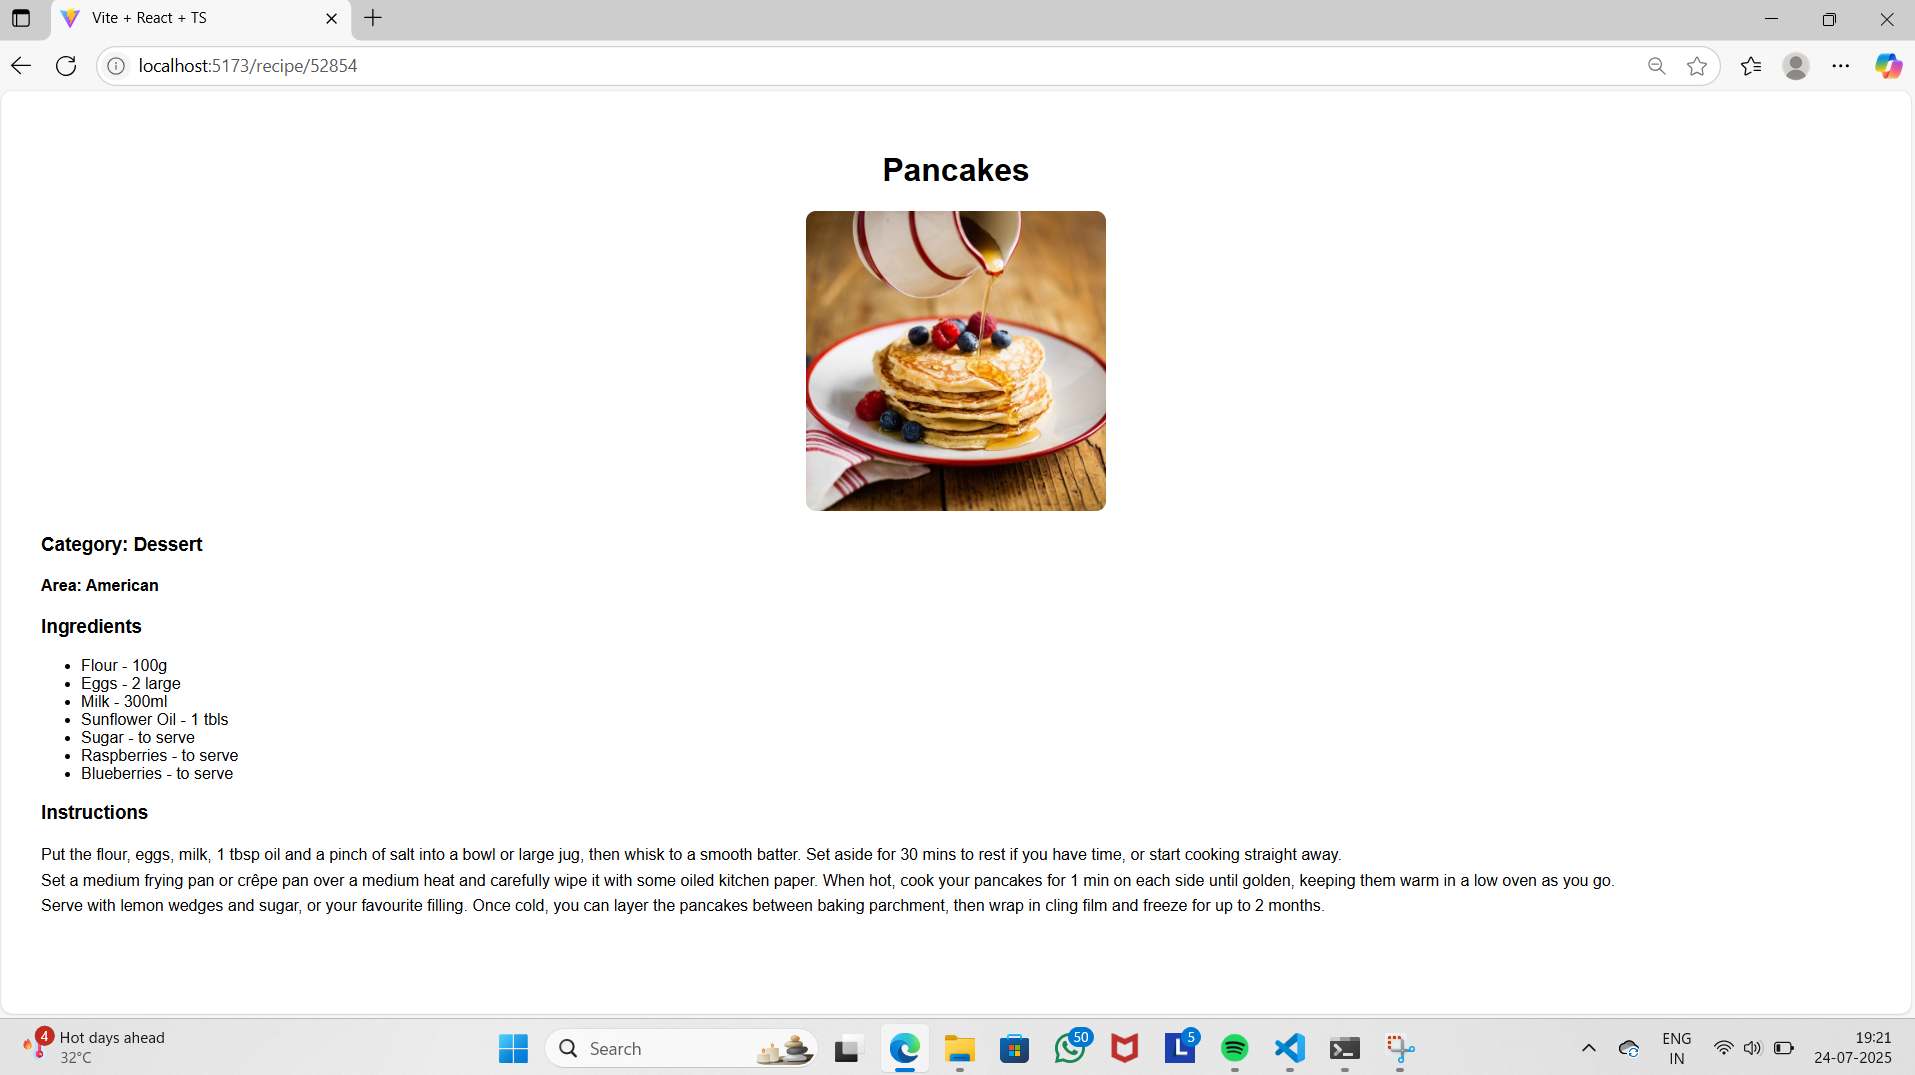 Vite + React + TS
localhost:5173/recipe/52854
Pancakes
Category: Dessert
Area: American
Ingredients
• Flour - 100g
• Eggs - 2 large
• Milk - 300ml
• Sunflower Oil - 1 tbls
• Sugar - to serve
• Raspberries - to serve
• Blueberries - to serve
Instructions
Put the flour, eggs, milk, 1 tbsp oil and a pinch of salt into a bowl or large jug, then whisk to a smooth batter. Set aside for 30 mins to rest if you have time, or start cooking straight away.
Set a medium frying pan or crêpe pan over a medium heat and carefully wipe it with some oiled kitchen paper. When hot, cook your pancakes for 1 min on each side until golden, keeping them warm in a low oven as you go.
Serve with lemon wedges and sugar, or your favourite filling. Once cold, you can layer the pancakes between baking parchment, then wrap in cling film and freeze for up to 2 months.
4
Hot days ahead
32°C
Search
50
L
5
ENG
IN
19:21
24-07-2025